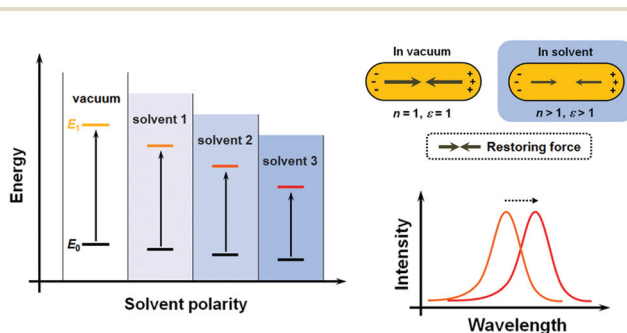 vacuum
E₁
solvent 1
solvent 2
solvent 3
E₀
Energy
Solvent polarity
In vacuum
- - -
+ + +
n = 1, ε = 1
In solvent
- - -
+ + +
n > 1, ε > 1
Restoring force
Intensity
Wavelength